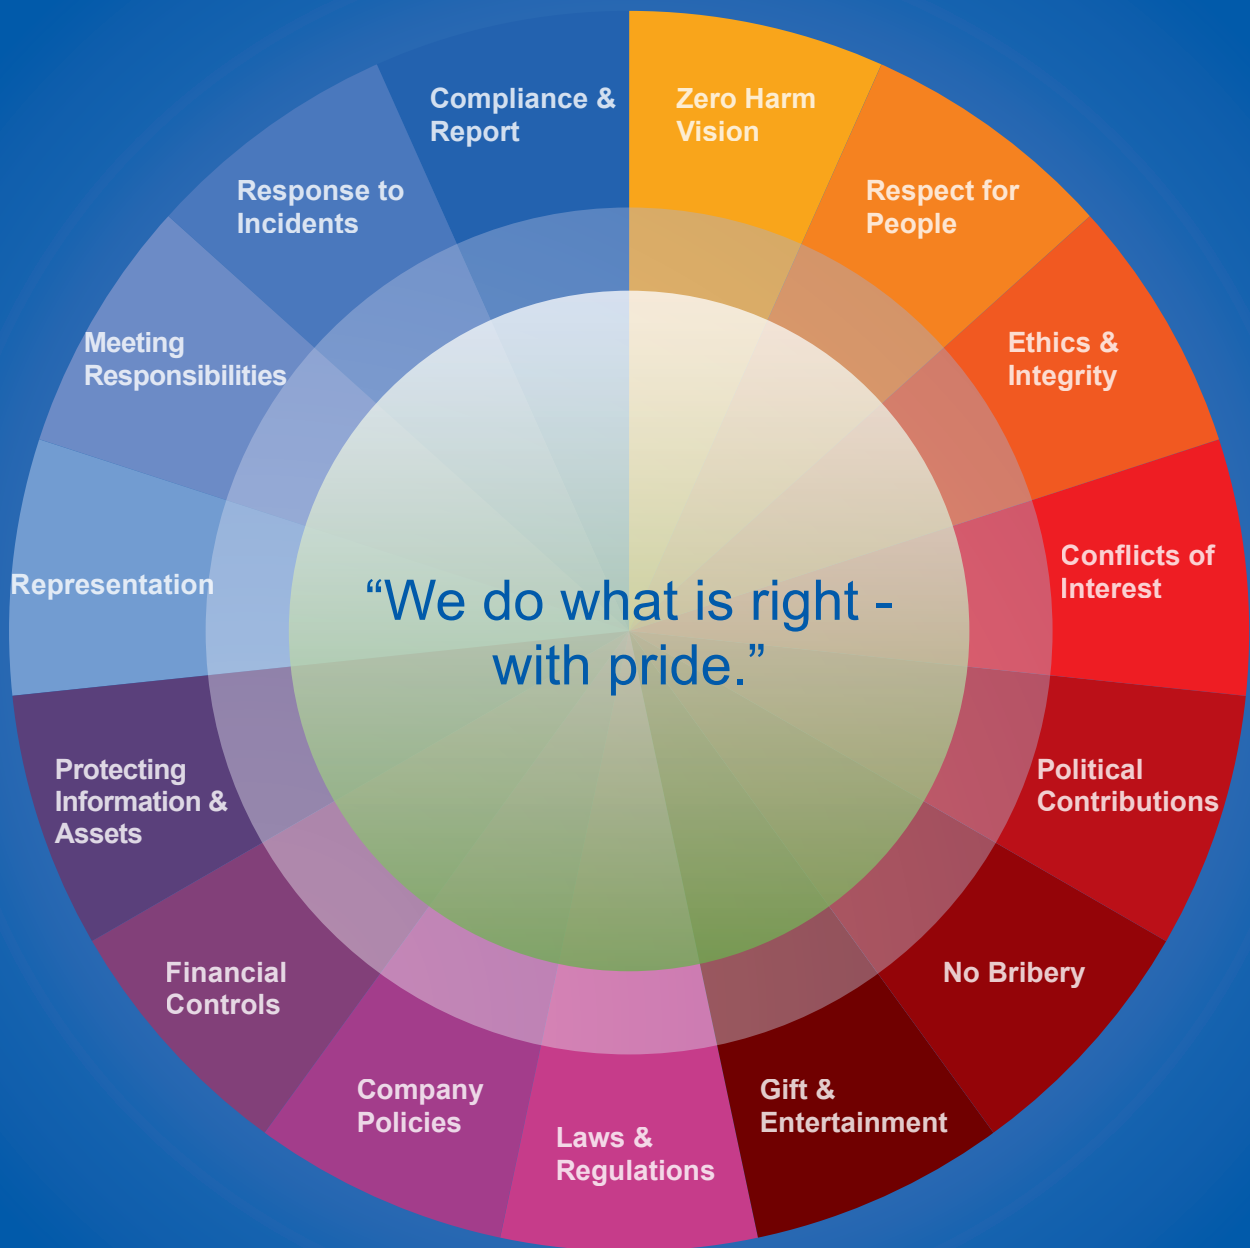 Compliance &
Report
Zero Harm
Vision
Respect for
People
Ethics &
Integrity
Conflicts of
Interest
Political
Contributions
No Bribery
Gift &
Entertainment
Laws &
Regulations
Company
Policies
Financial
Controls
Protecting
Information &
Assets
Representation
Meeting
Responsibilities
Response to
Incidents
“We do what is right -
with pride.”